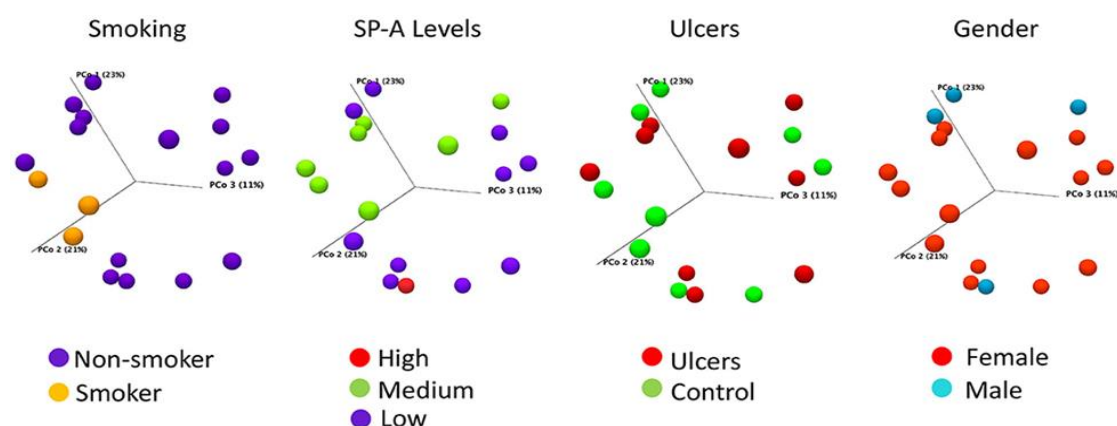 Smoking
SP-A Levels
Ulcers
Gender
PCo 1 (23%)
PCo 1 (23%)
PCo 1 (23%)
PCo 1 (23%)
PCo 3 (11%)
PCo 3 (11%)
PCo 3 (11%)
PCo 3 (11%)
PCo 2 (21%)
PCo 2 (21%)
PCo 2 (21%)
PCo 2 (21%)
Non-smoker
Smoker
High
Medium
Low
Ulcers
Control
Female
Male